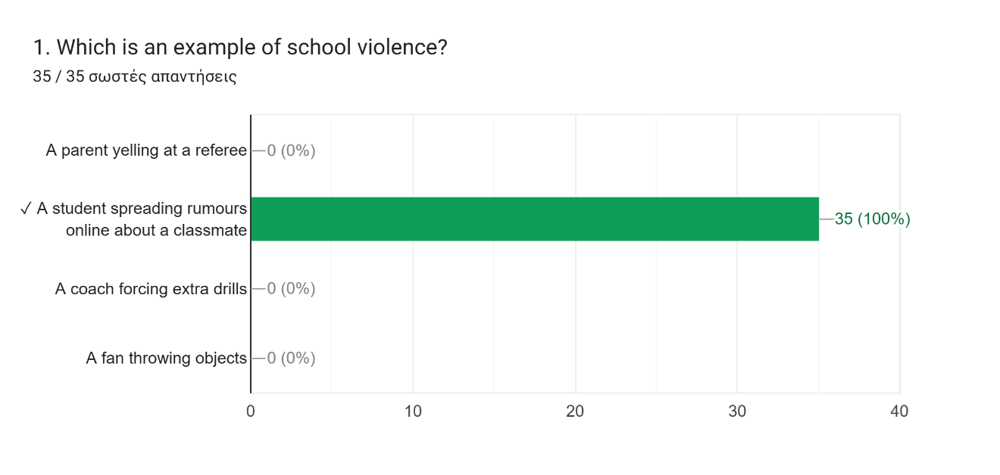 1. Which is an example of school violence?
35 / 35 σωστές απαντήσεις
A parent yelling at a referee
0 (0%)
✓ A student spreading rumours
online about a classmate
35 (100%)
A coach forcing extra drills
0 (0%)
A fan throwing objects
0 (0%)
0 10 20 30 40